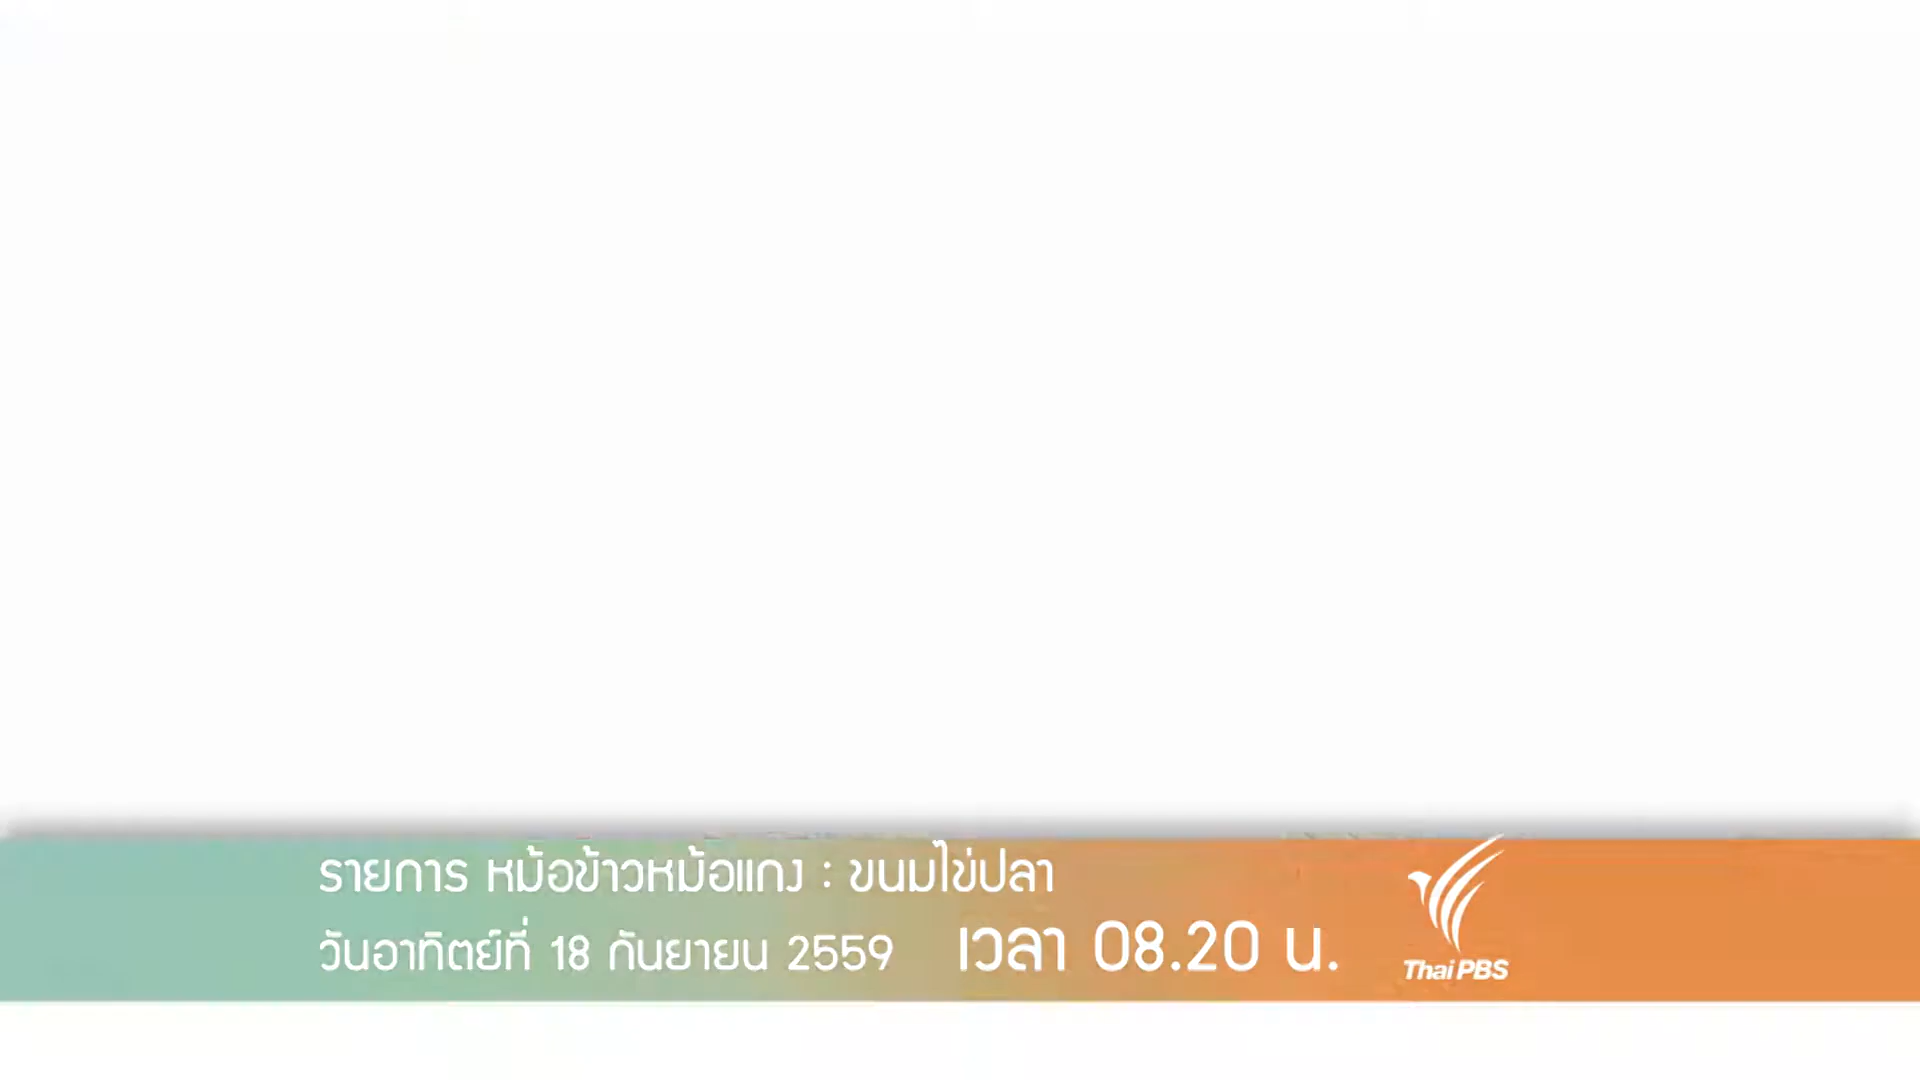 รายการ หม้อข้าวหม้อแกง : ขนมไข่ปลา
วันอาทิตย์ที่ 18 กันยายน 2559 เวลา 08.20 น.
Thai PBS